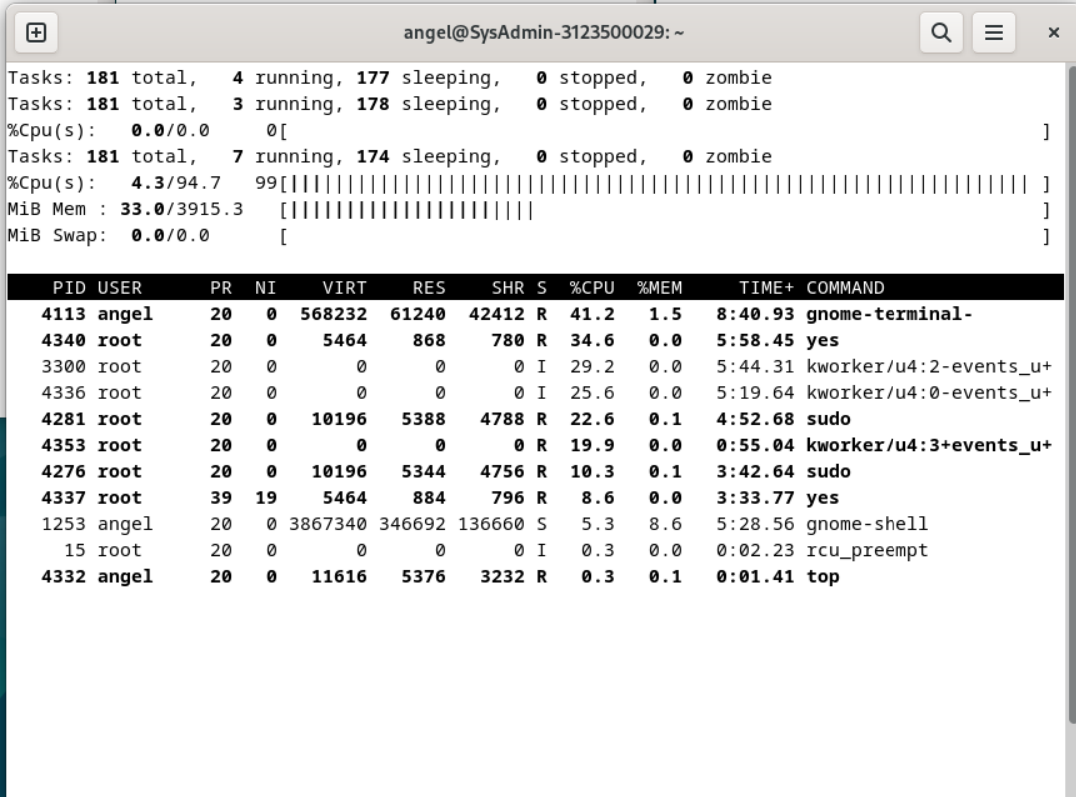 angel@SysAdmin-3123500029: ~
Tasks: 181 total,   4 running, 177 sleeping,   0 stopped,   0 zombie
Tasks: 181 total,   3 running, 178 sleeping,   0 stopped,   0 zombie
%Cpu(s):   0.0/0.0     0[                                                                    ]
Tasks: 181 total,   7 running, 174 sleeping,   0 stopped,   0 zombie
%Cpu(s):   4.3/94.7   99[||||||||||||||||||||||||||||||||||||||||||||||||||||||||||||||||||| ]
MiB Mem : 33.0/3915.3   [||||||||||||||||||||||                                              ]
MiB Swap:  0.0/0.0      [                                                                    ]
    PID USER      PR  NI    VIRT    RES    SHR S  %CPU  %MEM     TIME+ COMMAND
   4113 angel     20   0  568232  61240  42412 R  41.2   1.5   8:40.93 gnome-terminal-
   4340 root      20   0    5464    868    780 R  34.6   0.0   5:58.45 yes
   3300 root      20   0       0      0      0 I  29.2   0.0   5:44.31 kworker/u4:2-events_u+
   4336 root      20   0       0      0      0 I  25.6   0.0   5:19.64 kworker/u4:0-events_u+
   4281 root      20   0   10196   5388   4788 R  22.6   0.1   4:52.68 sudo
   4353 root      20   0       0      0      0 R  19.9   0.0   0:55.04 kworker/u4:3+events_u+
   4276 root      20   0   10196   5344   4756 R  10.3   0.1   3:42.64 sudo
   4337 root      39  19    5464    884    796 R   8.6   0.0   3:33.77 yes
   1253 angel     20   0 3867340 346692 136660 S   5.3   8.6   5:28.56 gnome-shell
     15 root      20   0       0      0      0 I   0.3   0.0   0:02.23 rcu_preempt
   4332 angel     20   0   11616   5376   3232 R   0.3   0.1   0:01.41 top